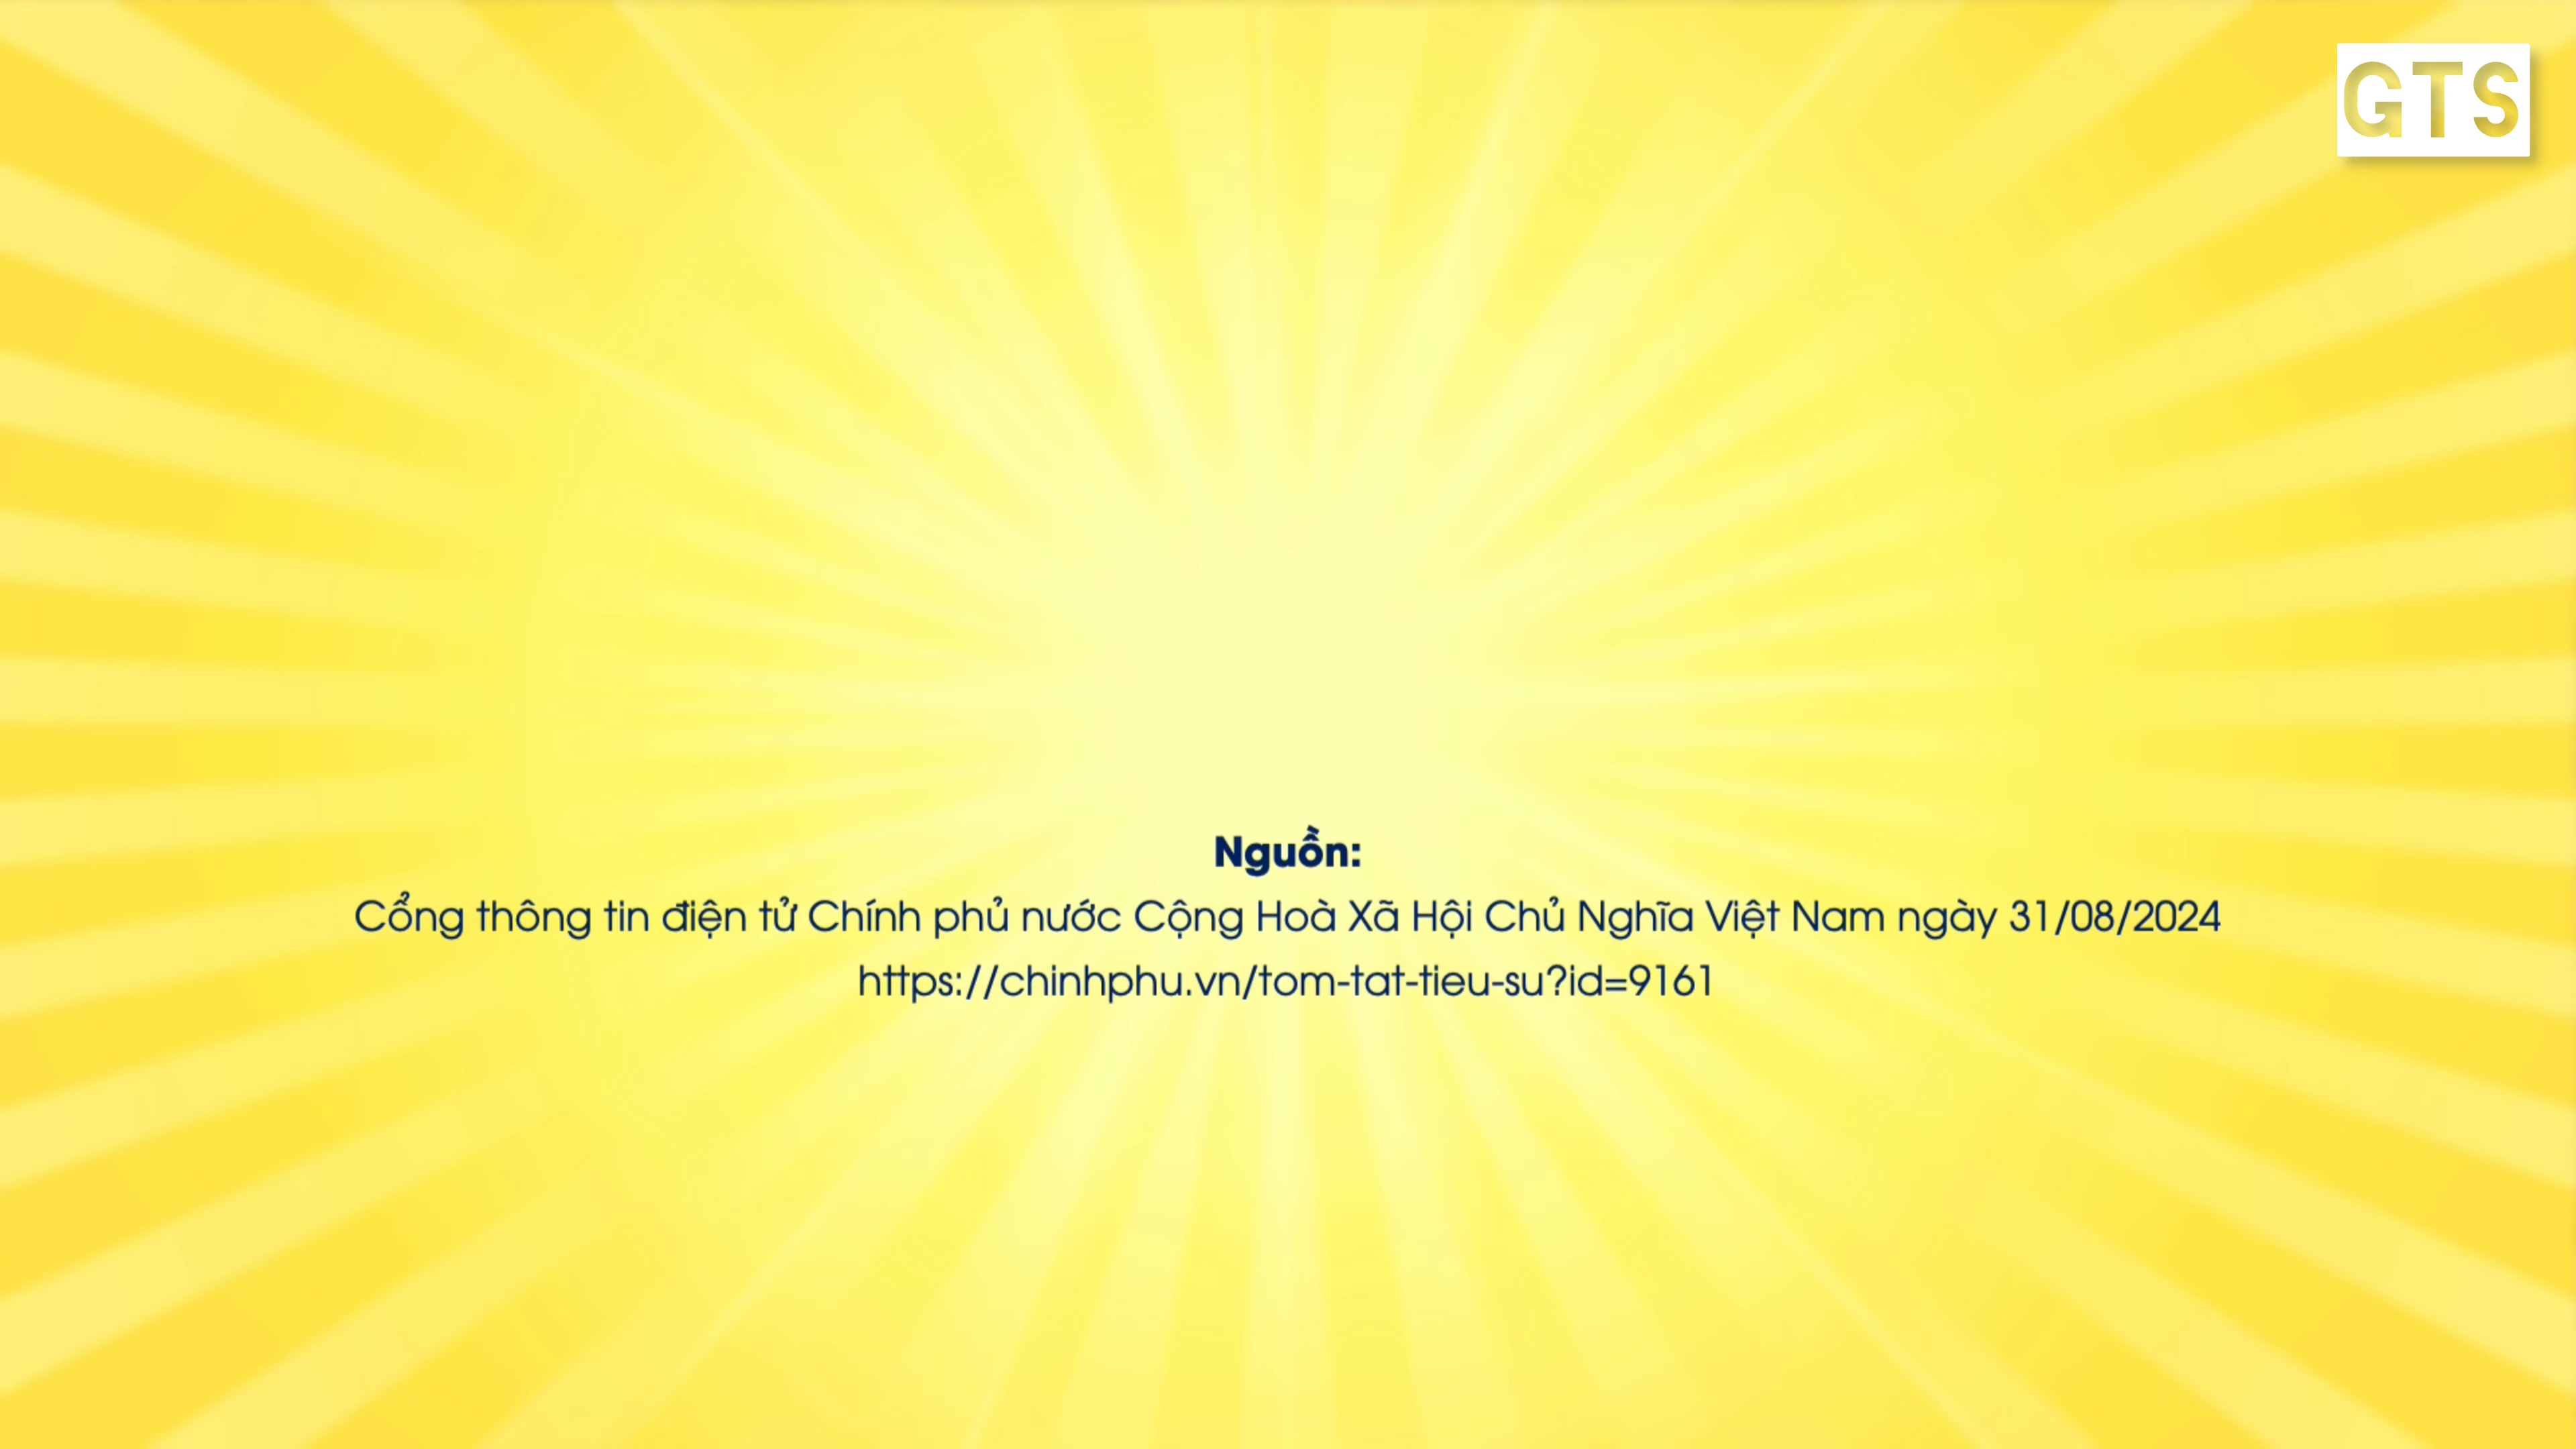 GTS
Nguồn:
Cổng thông tin điện tử Chính phủ nước Cộng Hoà Xã Hội Chủ Nghĩa Việt Nam ngày 31/08/2024
https://chinhphu.vn/tom-tat-tieu-su?id=9161